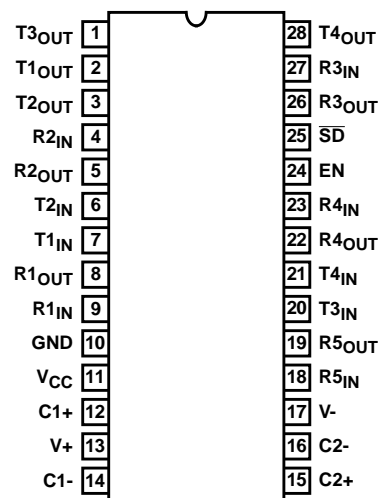 T3OUT 1 28 T4OUT
T1OUT 2 27 R3IN
T2OUT 3 26 R3OUT
R2IN 4 25 S̅D̅
R2OUT 5 24 EN
T2IN 6 23 R4IN
T1IN 7 22 R4OUT
R1OUT 8 21 T4IN
R1IN 9 20 T3IN
GND 10 19 R5OUT
VCC 11 18 R5IN
C1+ 12 17 V-
V+ 13 16 C2-
C1- 14 15 C2+